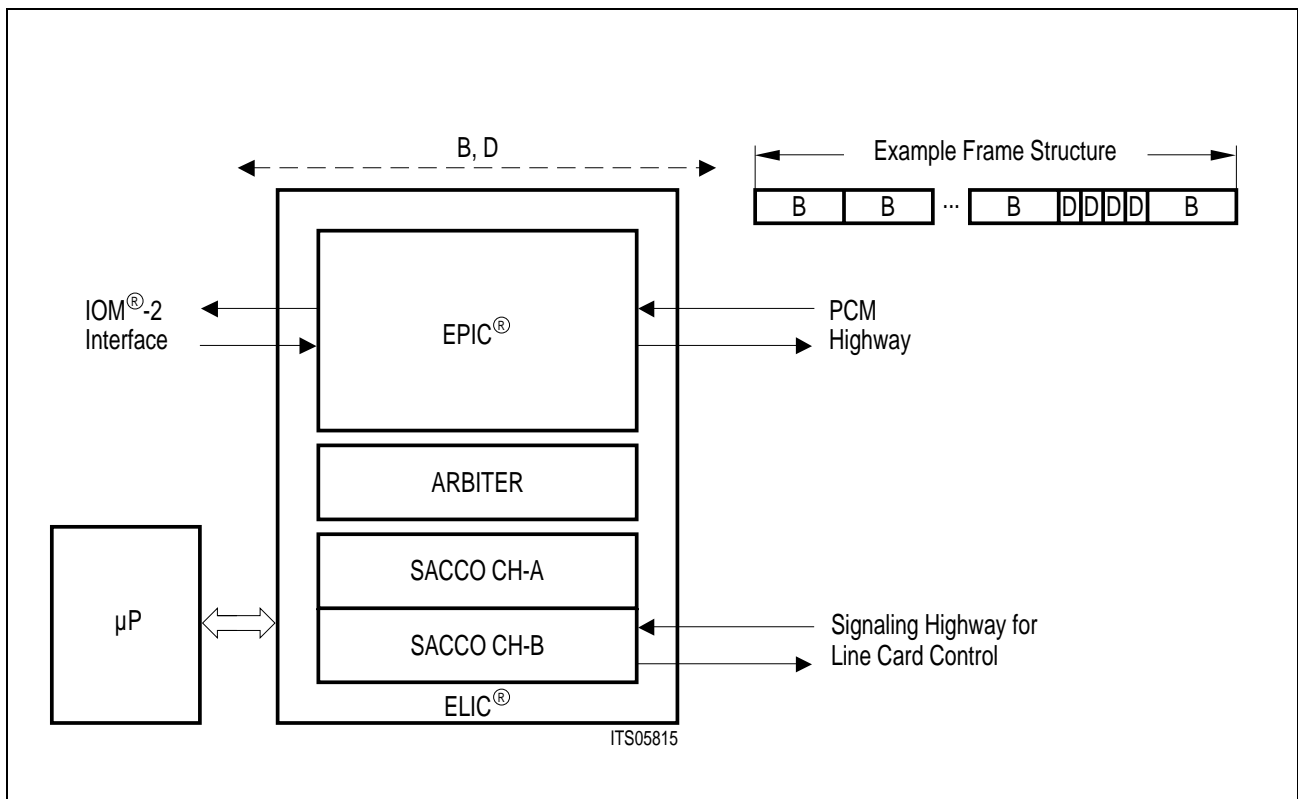 B, D
Example Frame Structure
B B ... B D D D D B
IOM®-2
Interface
EPIC®
PCM
Highway
ARBITER
SACCO CH-A
µP
SACCO CH-B
Signaling Highway for
Line Card Control
ELIC®
ITS05815